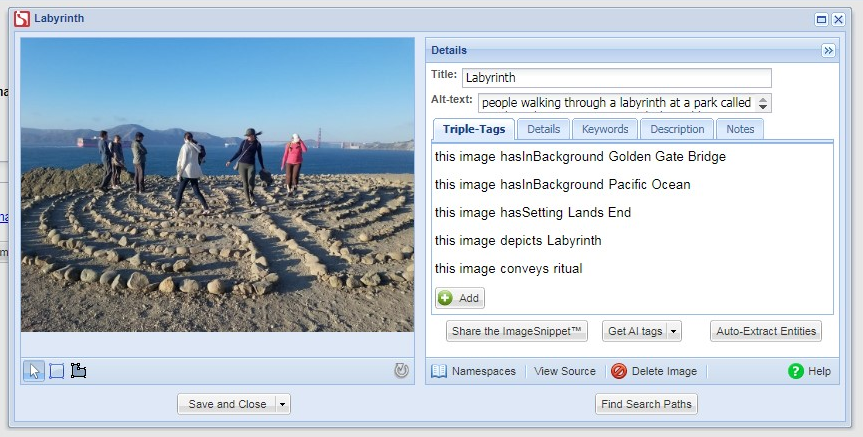 Labyrinth
Details
Title: Labyrinth
Alt-text: people walking through a labyrinth at a park called
Triple-Tags Details Keywords Description Notes
this image hasInBackground Golden Gate Bridge
this image hasInBackground Pacific Ocean
this image hasSetting Lands End
this image depicts Labyrinth
this image conveys ritual
Add
Share the ImageSnippet™ Get AI tags Auto-Extract Entities
Namespaces View Source Delete Image Help
Save and Close Find Search Paths